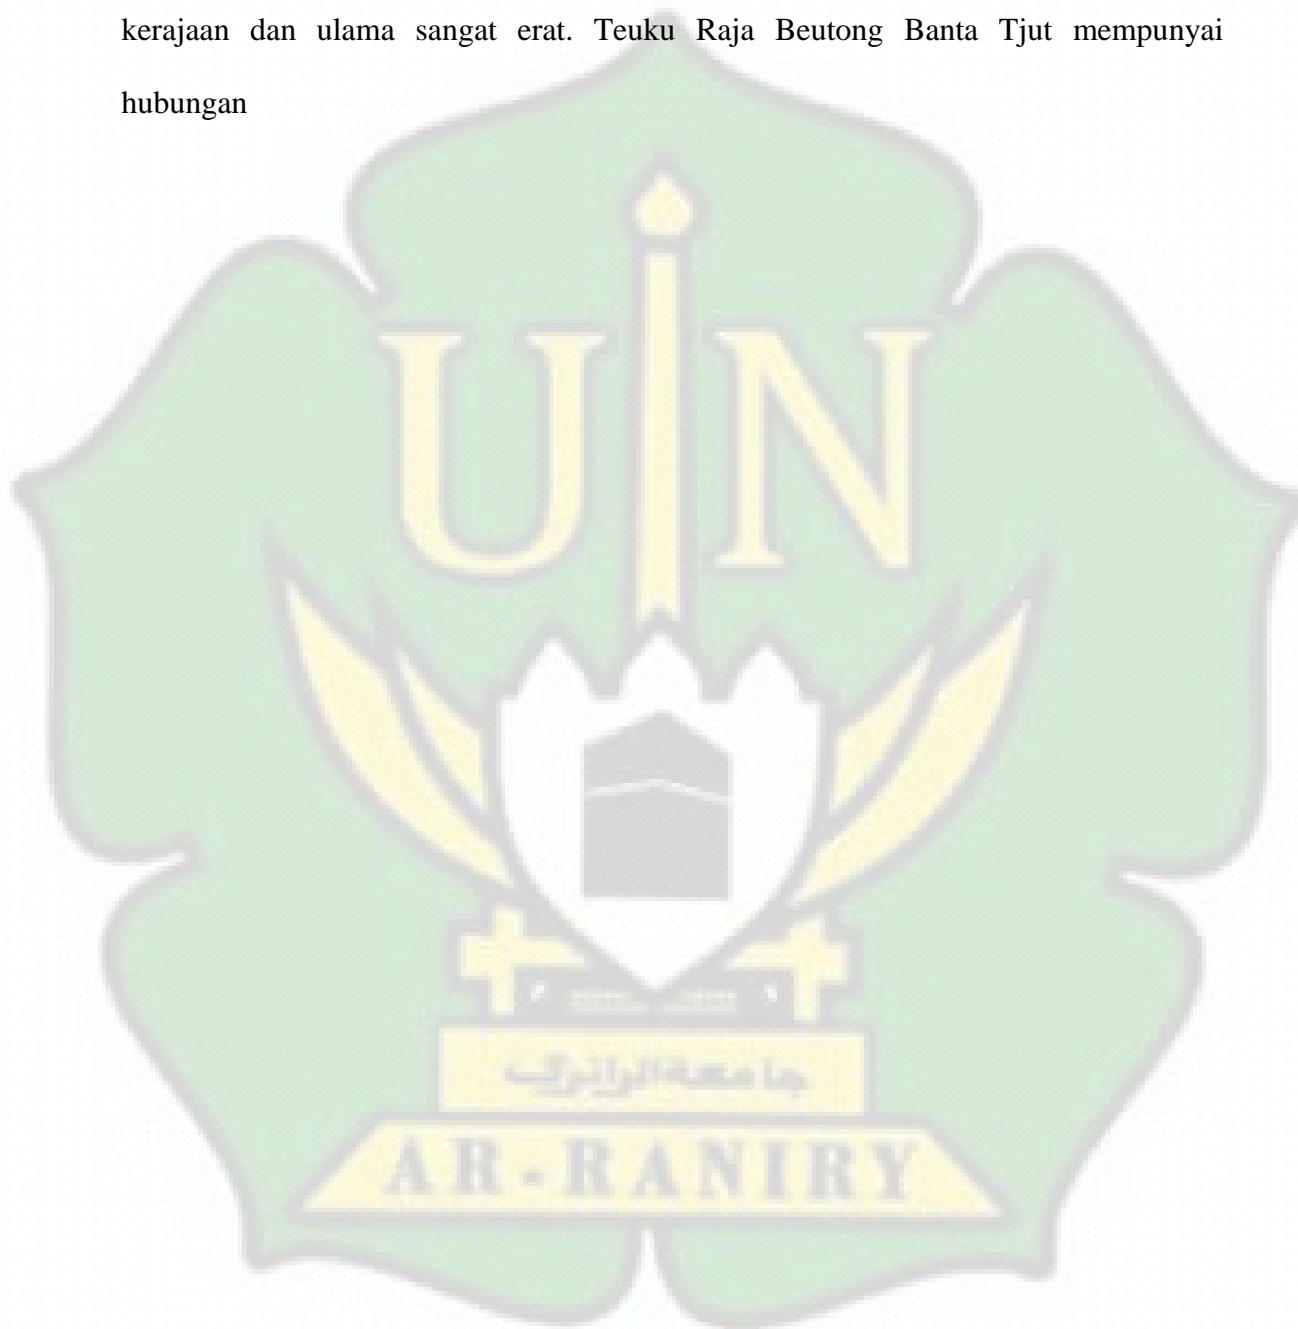 kerajaan dan ulama sangat erat. Teuku Raja Beutong Banta Tjut mempunyai
hubungan
UIN
جامعة الرانري
AR-RANIRY